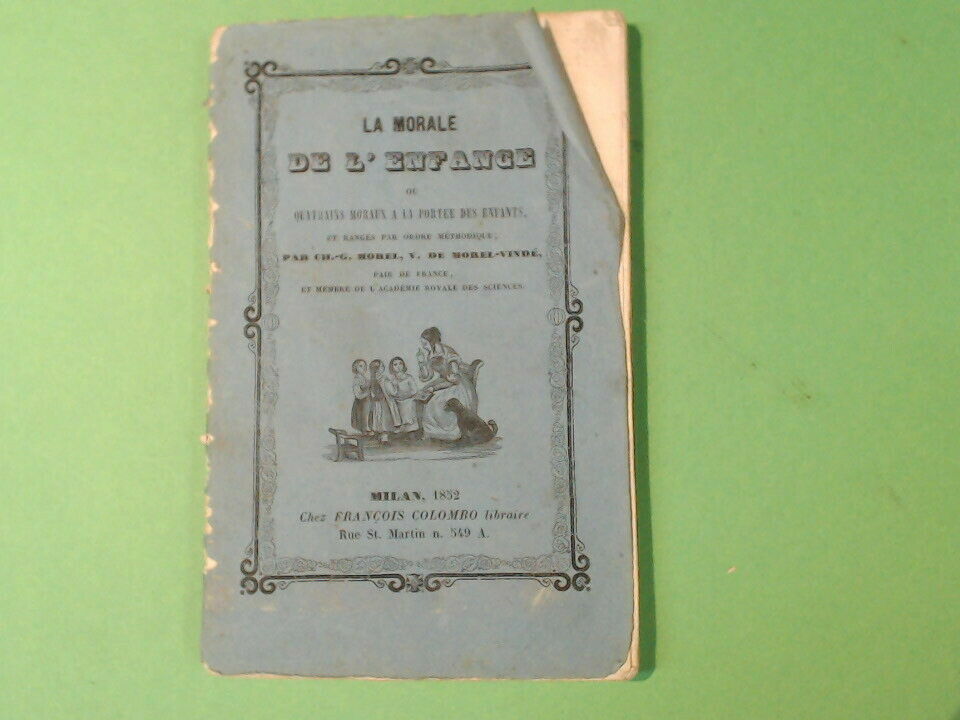 LA MORALE
DE L' ENFANCE
OU
QUATRAINS MORAUX A LA PORTÉE DES ENFANTS,
ET RANGÉS PAR ORDRE MÉTHODIQUE,
PAR CH.-G. MOREL, V. DE MOREL-VINDÉ,
PAIR DE FRANCE,
ET MEMBRE DE L'ACADÉMIE ROYALE DES SCIENCES.
MILAN, 1852
Chez FRANÇOIS COLOMBO libraire
Rue St. Martin n. 549 A.